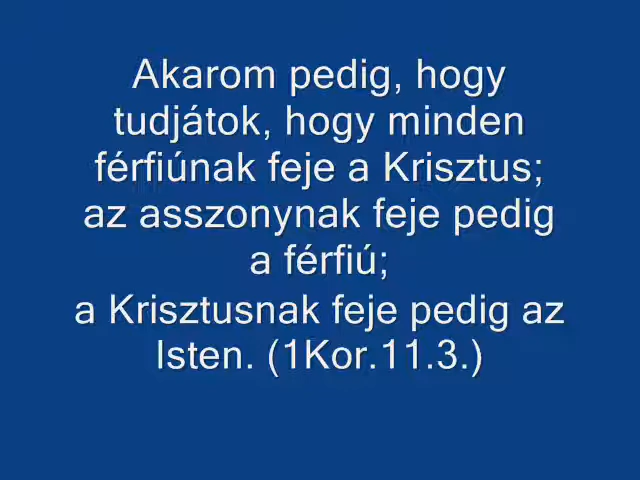 Akarom pedig, hogy
tudjátok, hogy minden
férfiúnak feje a Krisztus;
az asszonynak feje pedig
a férfiú;
a Krisztusnak feje pedig az
Isten. (1Kor.11.3.)